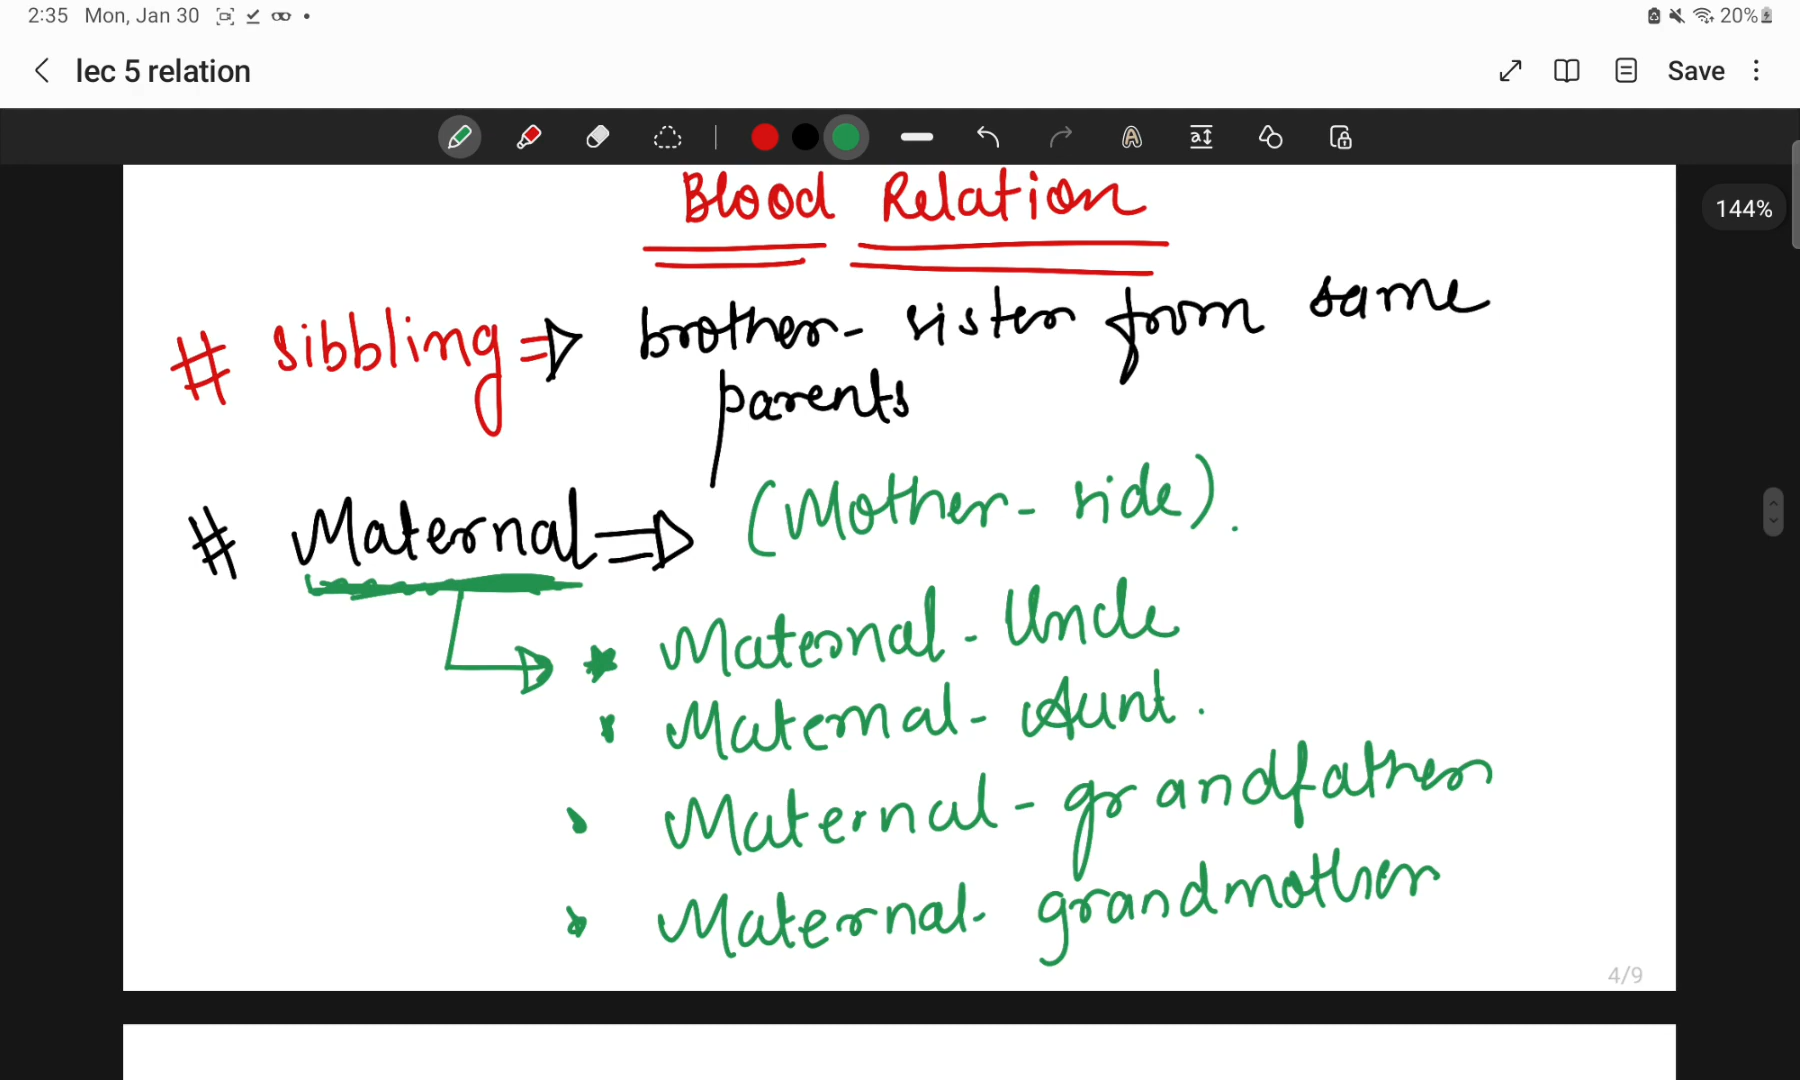 2:35 Mon, Jan 30
20%
lec 5 relation
Save
144%
Blood Relation
# sibbling ⇒ brother- sister from same
parents
# Maternal ⇒ (Mother- side).
* Maternal - Uncle
• Maternal - Aunt.
• Maternal - grandfather
• Maternal- grandmother
4/9